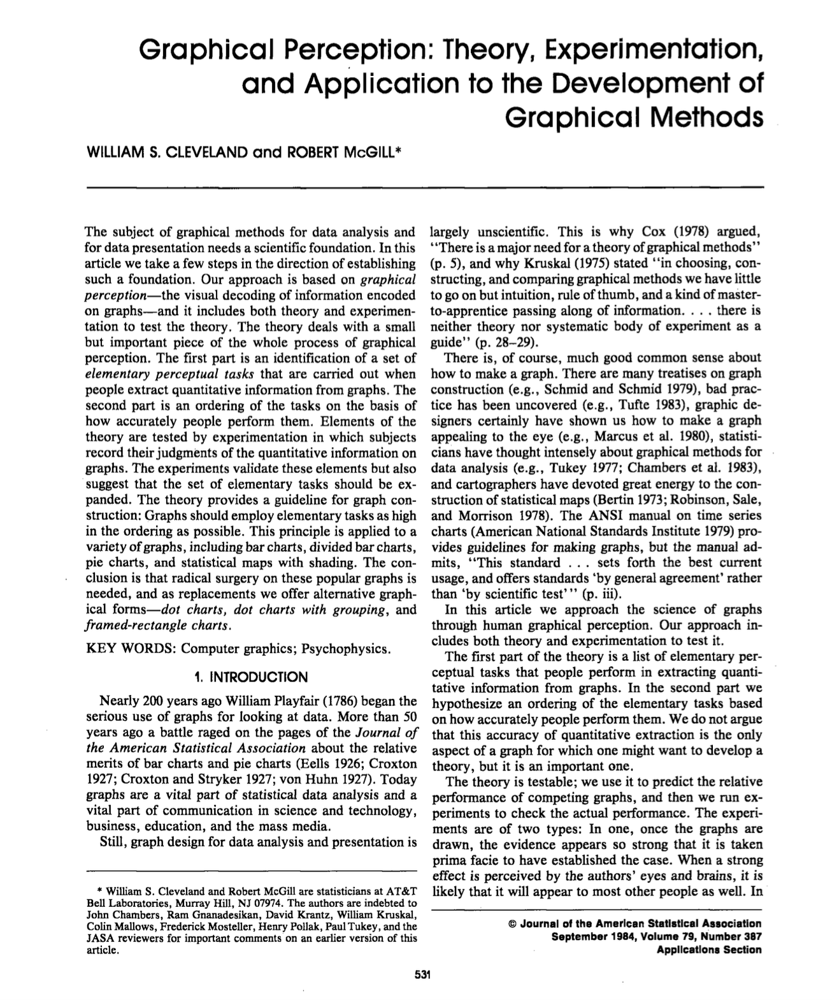 Graphical Perception: Theory, Experimentation,
and Application to the Development of
Graphical Methods
WILLIAM S. CLEVELAND and ROBERT McGILL*
The subject of graphical methods for data analysis and
for data presentation needs a scientific foundation. In this
article we take a few steps in the direction of establishing
such a foundation. Our approach is based on graphical
perception—the visual decoding of information encoded
on graphs—and it includes both theory and experimen-
tation to test the theory. The theory deals with a small
but important piece of the whole process of graphical
perception. The first part is an identification of a set of
elementary perceptual tasks that are carried out when
people extract quantitative information from graphs. The
second part is an ordering of the tasks on the basis of
how accurately people perform them. Elements of the
theory are tested by experimentation in which subjects
record their judgments of the quantitative information on
graphs. The experiments validate these elements but also
suggest that the set of elementary tasks should be ex-
panded. The theory provides a guideline for graph con-
struction: Graphs should employ elementary tasks as high
in the ordering as possible. This principle is applied to a
variety of graphs, including bar charts, divided bar charts,
pie charts, and statistical maps with shading. The con-
clusion is that radical surgery on these popular graphs is
needed, and as replacements we offer alternative graph-
ical forms—dot charts, dot charts with grouping, and
framed-rectangle charts.
KEY WORDS: Computer graphics; Psychophysics.
1. INTRODUCTION
Nearly 200 years ago William Playfair (1786) began the
serious use of graphs for looking at data. More than 50
years ago a battle raged on the pages of the Journal of
the American Statistical Association about the relative
merits of bar charts and pie charts (Eells 1926; Croxton
1927; Croxton and Stryker 1927; von Huhn 1927). Today
graphs are a vital part of statistical data analysis and a
vital part of communication in science and technology,
business, education, and the mass media.
Still, graph design for data analysis and presentation is
* William S. Cleveland and Robert McGill are statisticians at AT&T
Bell Laboratories, Murray Hill, NJ 07974. The authors are indebted to
John Chambers, Ram Gnanadesikan, David Krantz, William Kruskal,
Colin Mallows, Frederick Mosteller, Henry Pollak, Paul Tukey, and the
JASA reviewers for important comments on an earlier version of this
article.
largely unscientific. This is why Cox (1978) argued,
“There is a major need for a theory of graphical methods”
(p. 5), and why Kruskal (1975) stated “in choosing, con-
structing, and comparing graphical methods we have little
to go on but intuition, rule of thumb, and a kind of master-
to-apprentice passing along of information. . . . there is
neither theory nor systematic body of experiment as a
guide” (p. 28–29).
There is, of course, much good common sense about
how to make a graph. There are many treatises on graph
construction (e.g., Schmid and Schmid 1979), bad prac-
tice has been uncovered (e.g., Tufte 1983), graphic de-
signers certainly have shown us how to make a graph
appealing to the eye (e.g., Marcus et al. 1980), statisti-
cians have thought intensely about graphical methods for
data analysis (e.g., Tukey 1977; Chambers et al. 1983),
and cartographers have devoted great energy to the con-
struction of statistical maps (Bertin 1973; Robinson, Sale,
and Morrison 1978). The ANSI manual on time series
charts (American National Standards Institute 1979) pro-
vides guidelines for making graphs, but the manual ad-
mits, “This standard . . . sets forth the best current
usage, and offers standards ‘by general agreement’ rather
than ‘by scientific test’” (p. iii).
In this article we approach the science of graphs
through human graphical perception. Our approach in-
cludes both theory and experimentation to test it.
The first part of the theory is a list of elementary per-
ceptual tasks that people perform in extracting quanti-
tative information from graphs. In the second part we
hypothesize an ordering of the elementary tasks based
on how accurately people perform them. We do not argue
that this accuracy of quantitative extraction is the only
aspect of a graph for which one might want to develop a
theory, but it is an important one.
The theory is testable; we use it to predict the relative
performance of competing graphs, and then we run ex-
periments to check the actual performance. The experi-
ments are of two types: In one, once the graphs are
drawn, the evidence appears so strong that it is taken
prima facie to have established the case. When a strong
effect is perceived by the authors’ eyes and brains, it is
likely that it will appear to most other people as well. In
© Journal of the American Statistical Association
September 1984, Volume 79, Number 387
Applications Section
531